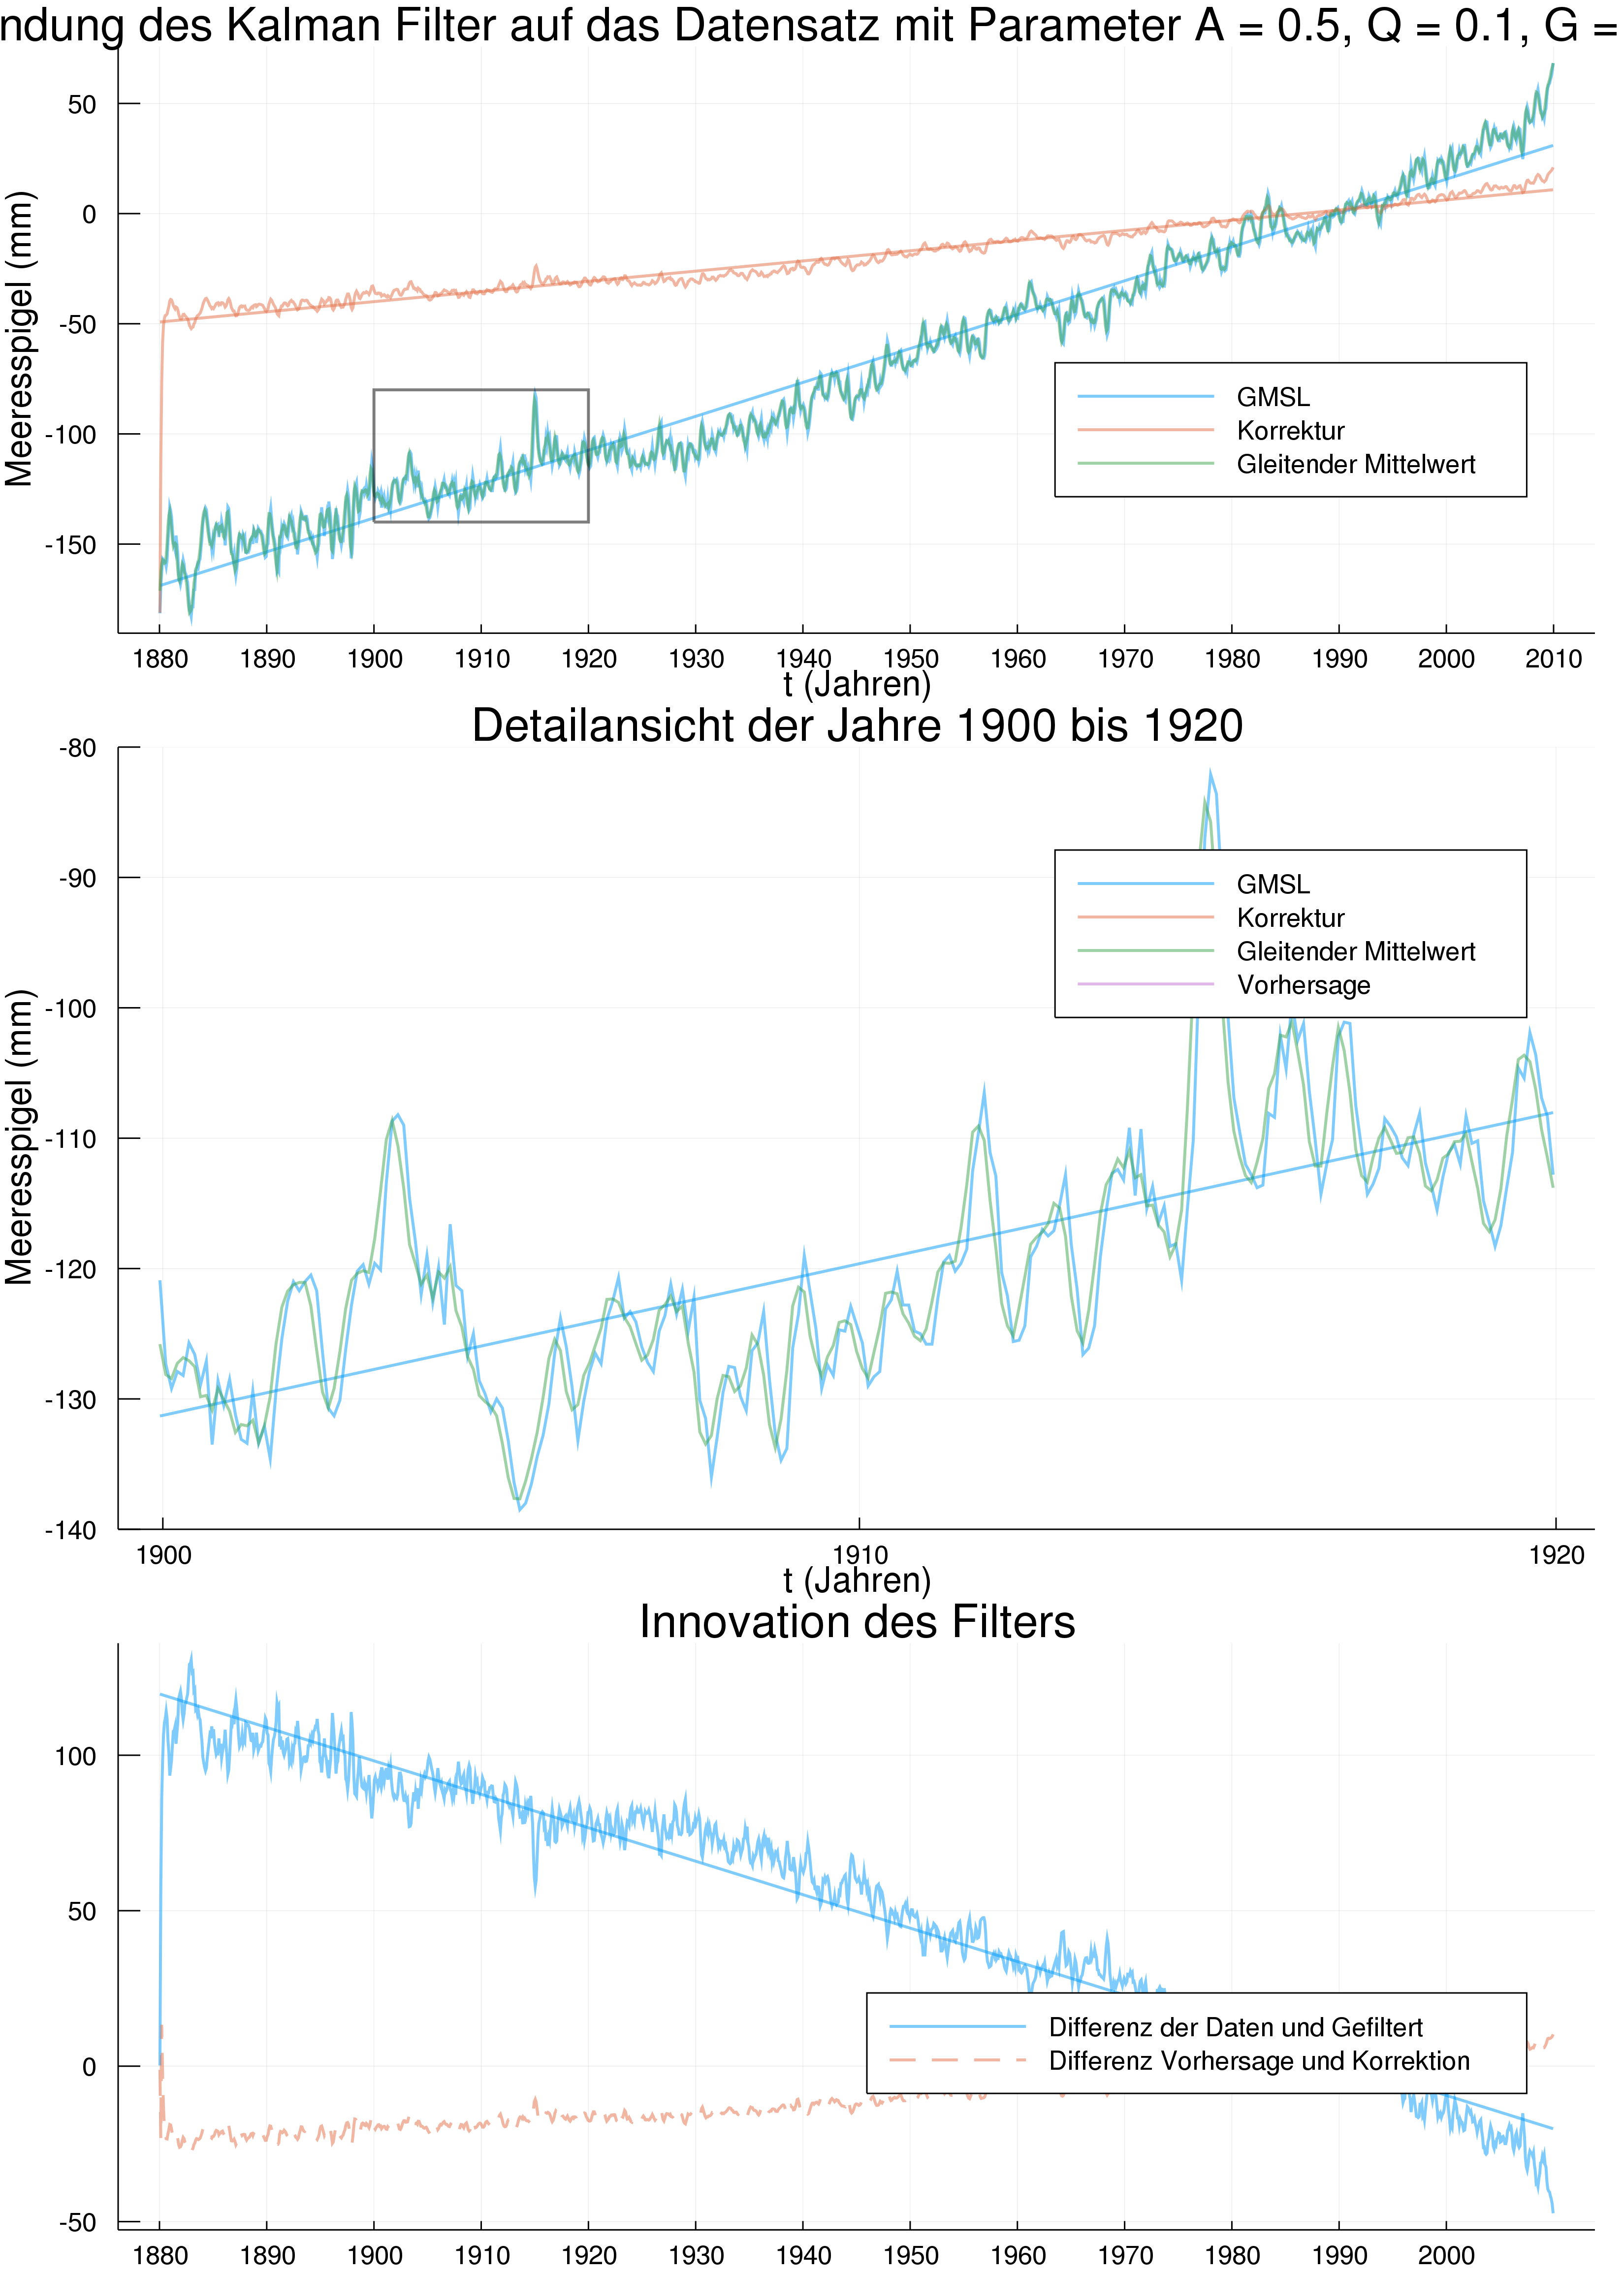 ndung des Kalman Filter auf das Datensatz mit Parameter A = 0.5, Q = 0.1, G =
50
0
-50
-100
-150
Meeresspigel (mm)
GMSL
Korrektur
Gleitender Mittelwert
1880 1890 1900 1910 1920 1930 1940 1950 1960 1970 1980 1990 2000 2010
t (Jahren)
Detailansicht der Jahre 1900 bis 1920
-80
-90
-100
-110
-120
-130
-140
Meeresspigel (mm)
GMSL
Korrektur
Gleitender Mittelwert
Vorhersage
1900 1910 1920
t (Jahren)
Innovation des Filters
100
50
0
-50
Differenz der Daten und Gefiltert
Differenz Vorhersage und Korrektion
1880 1890 1900 1910 1920 1930 1940 1950 1960 1970 1980 1990 2000